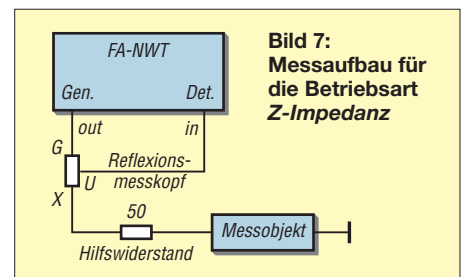 FA-NWT
Gen.
Det.
out
in
G
Reflexions-
messkopf
U
X
50
Hilfswiderstand
Messobjekt
Bild 7:
Messaufbau für
die Betriebsart
Z-Impedanz